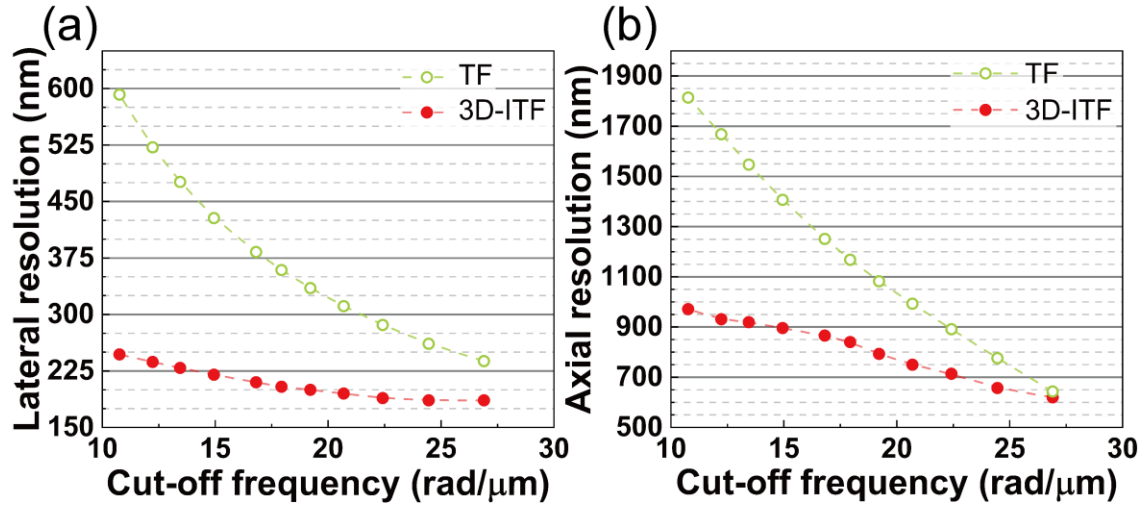 (a)
Lateral resolution (nm)
600
525
450
375
300
225
150
TF
3D-ITF
10 15 20 25 30
Cut-off frequency (rad/μm)
(b)
Axial resolution (nm)
1900
1700
1500
1300
1100
900
700
500
TF
3D-ITF
10 15 20 25 30
Cut-off frequency (rad/μm)